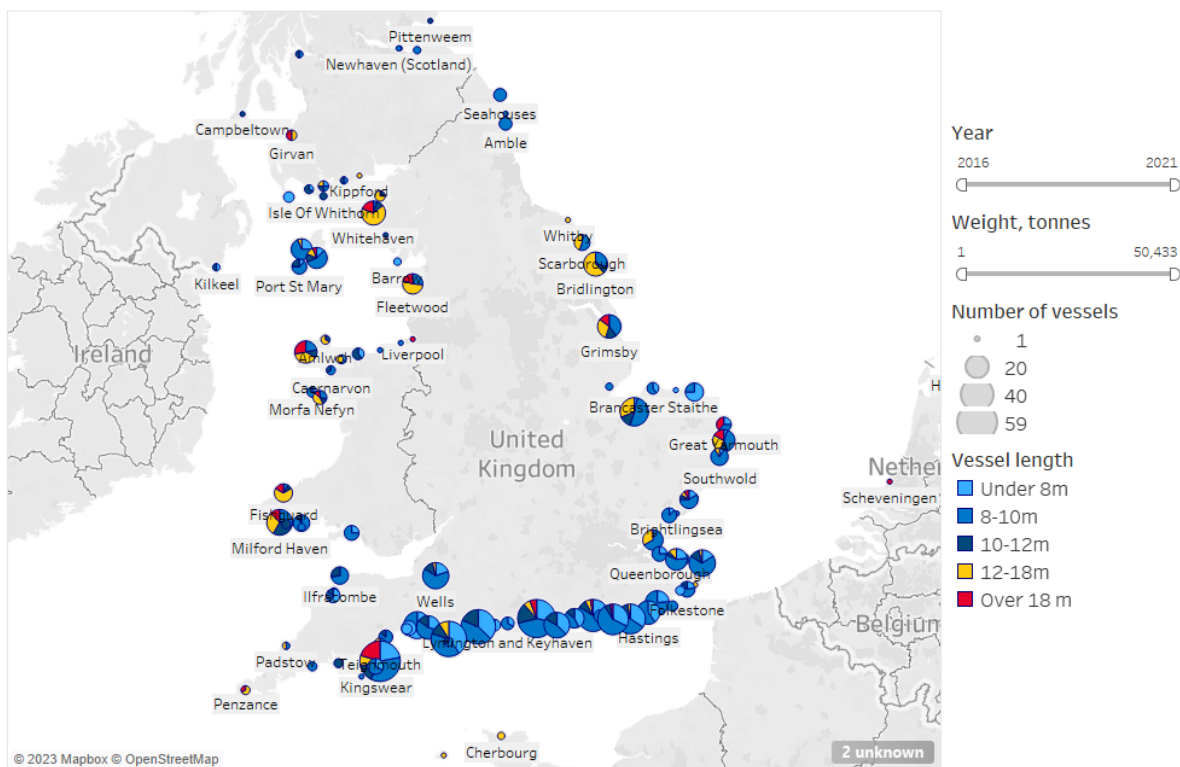 Pittenweem
Newhaven (Scotland)
Seahouses
Campbeltown
Amble
Girvan
Kippford
Isle Of Whithorn
Whitehaven
Whitby
Kilkeel
Port St Mary
Scarborough
Bridlington
Fleetwood
Ireland
Grimsby
Amlwch
Liverpool
Caernarvon
Morfa Nefyn
Brancaster Staithe
United
Kingdom
Great Yarmouth
Southwold
Scheveningen
Fishguard
Milford Haven
Brightlingsea
Queenborough
Ilfracombe
Wells
Folkestone
Lymington and Keyhaven
Hastings
Belgium
Padstow
Teignmouth
Kingswear
Penzance
Cherbourg
© 2023 Mapbox © OpenStreetMap
2 unknown
Year
2016 2021
Weight, tonnes
1 50,433
Number of vessels
1
20
40
59
Vessel length
Under 8m
8-10m
10-12m
12-18m
Over 18 m